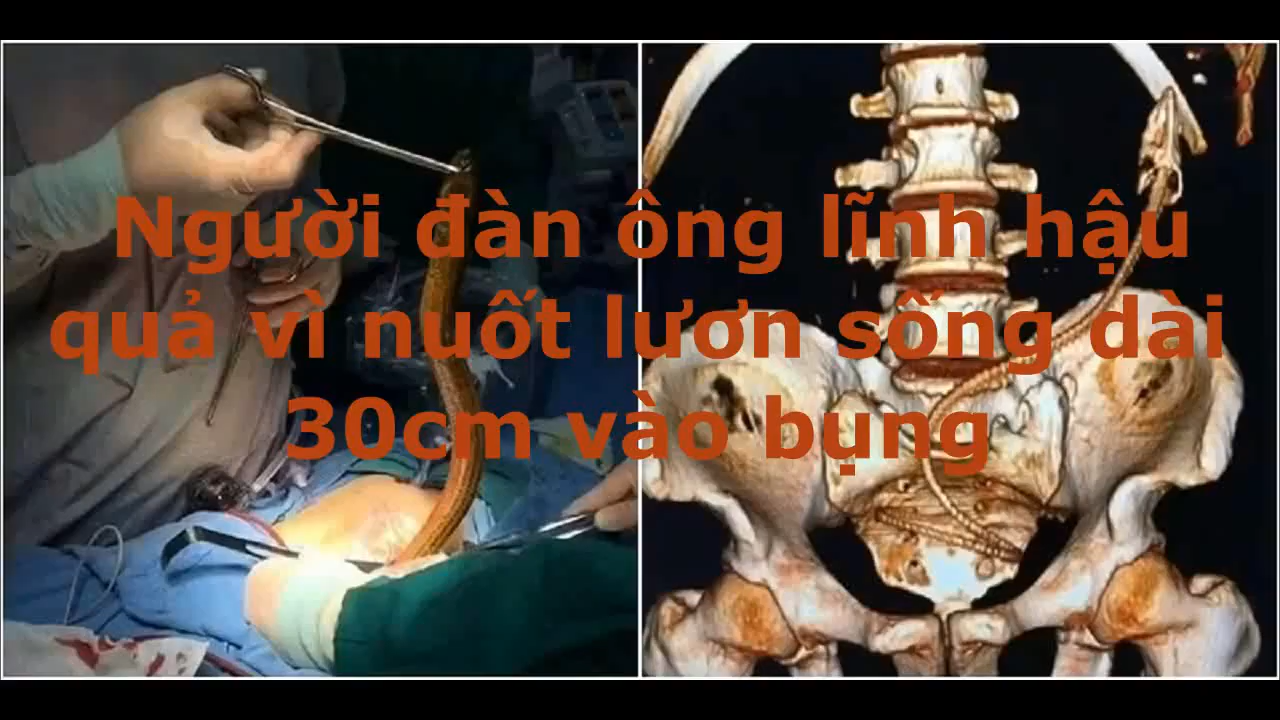 Người đàn ông lĩnh hậu
quả vì nuốt lươn sống dài
30cm vào bụng